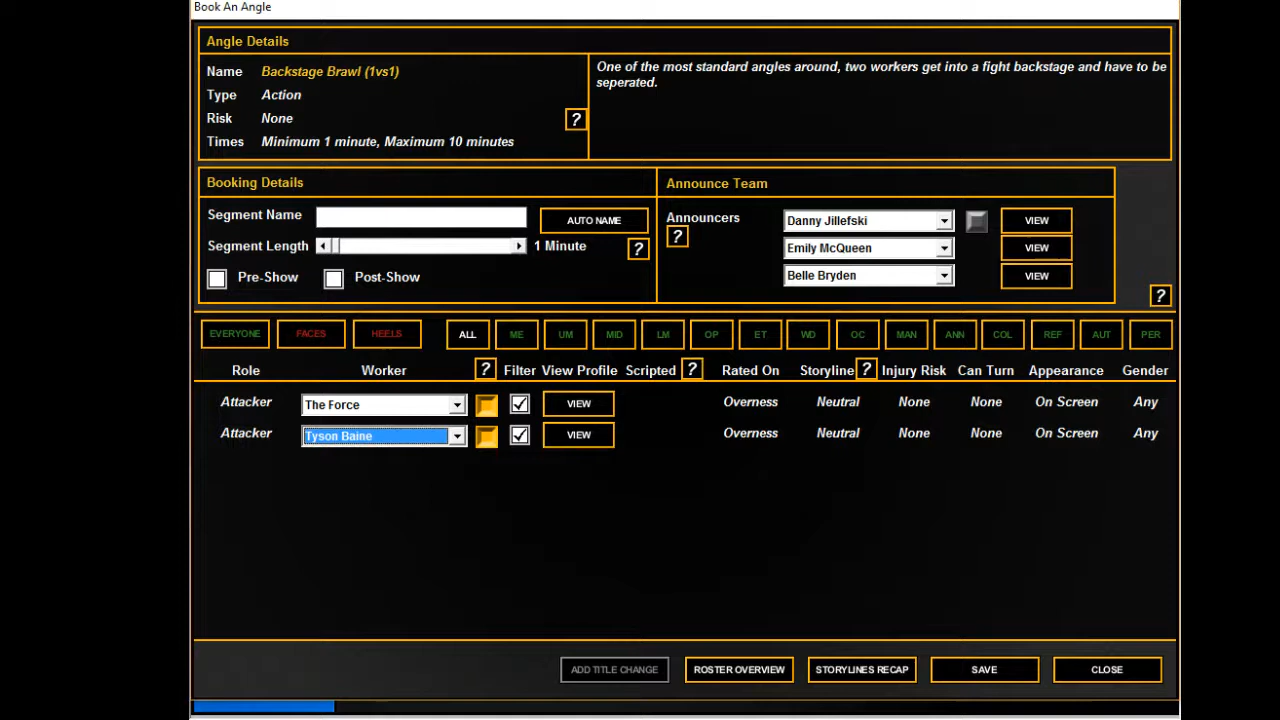 Book An Angle
Angle Details
Name Backstage Brawl (1vs1)
Type Action
Risk None
?
Times Minimum 1 minute, Maximum 10 minutes
One of the most standard angles around, two workers get into a fight backstage and have to be
seperated.
Booking Details
Segment Name AUTO NAME
Segment Length 1 Minute ?
Pre-Show Post-Show
Announce Team
Announcers Danny Jillefski VIEW
? Emily McQueen VIEW
Belle Bryden VIEW
?
EVERYONE FACES HEELS ALL ME UM MID LM OP ET WD OC MAN ANN COL REF AUT PER
Role Worker ? Filter View Profile Scripted ? Rated On Storyline ? Injury Risk Can Turn Appearance Gender
Attacker The Force VIEW Overness Neutral None None On Screen Any
Attacker Tyson Baine VIEW Overness Neutral None None On Screen Any
ADD TITLE CHANGE ROSTER OVERVIEW STORYLINES RECAP SAVE CLOSE